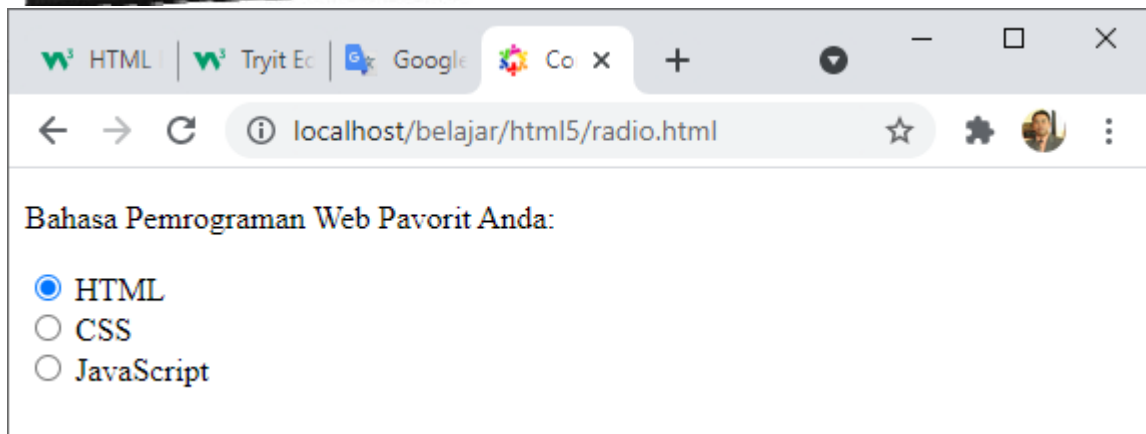 HTML
Tryit Ec
Google
Co
localhost/belajar/html5/radio.html
Bahasa Pemrograman Web Pavorit Anda:
HTML
CSS
JavaScript